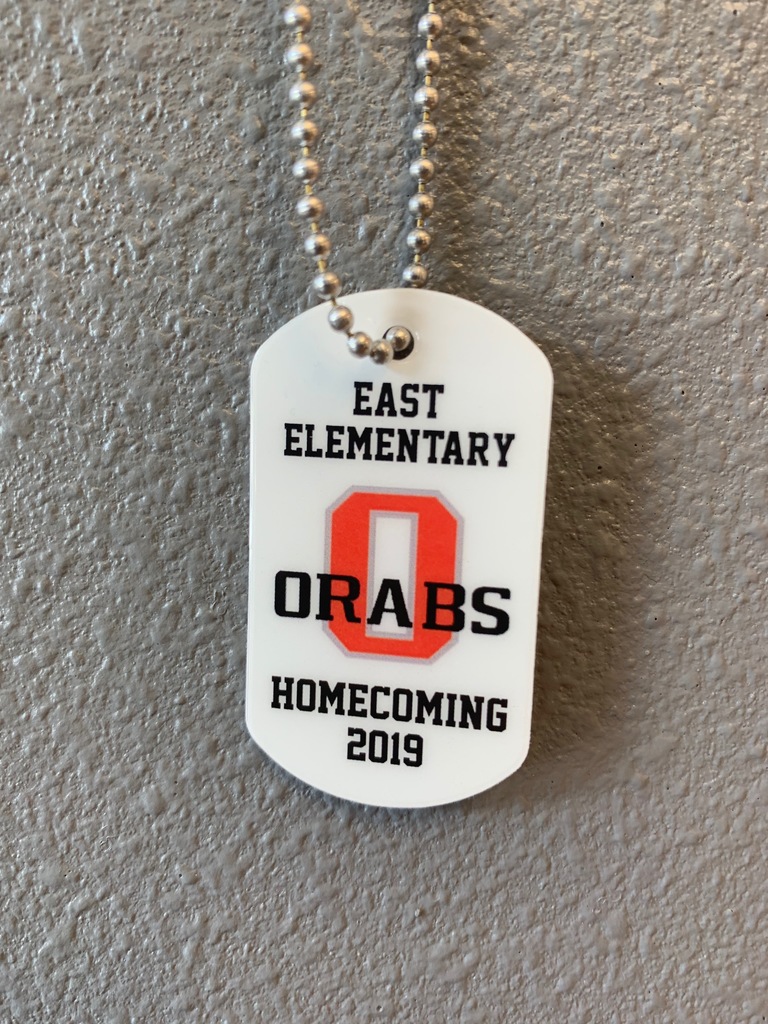 EAST
ELEMENTARY
O
ORABS
HOMECOMING
2019